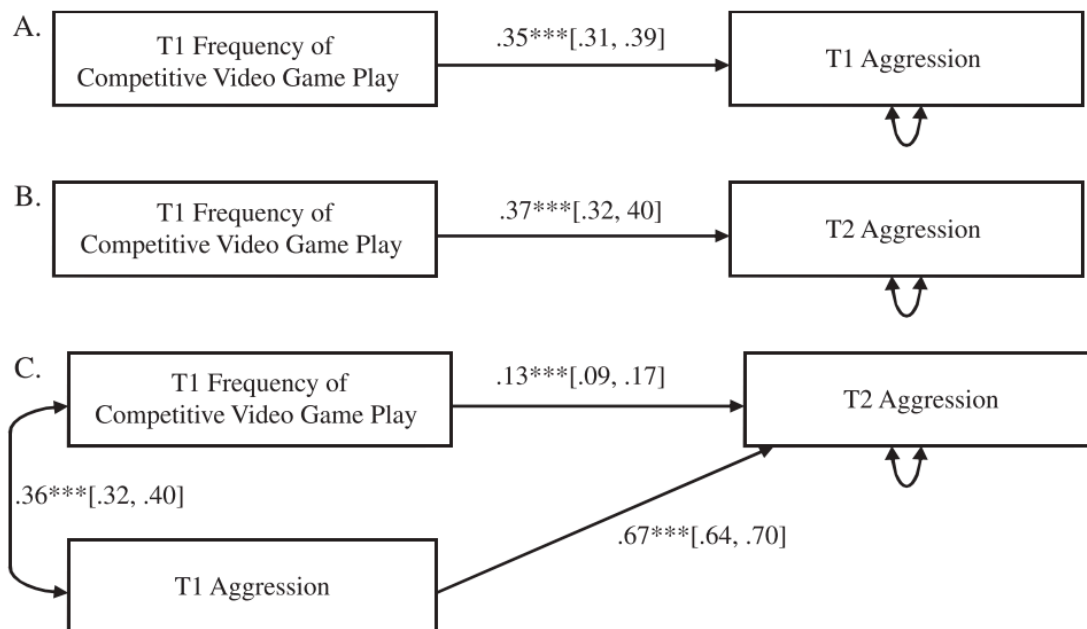 A.
T1 Frequency of
Competitive Video Game Play
.35***[.31, .39]
T1 Aggression
B.
T1 Frequency of
Competitive Video Game Play
.37***[.32, 40]
T2 Aggression
C.
T1 Frequency of
Competitive Video Game Play
.13***[.09, .17]
T2 Aggression
.36***[.32, .40]
.67***[.64, .70]
T1 Aggression